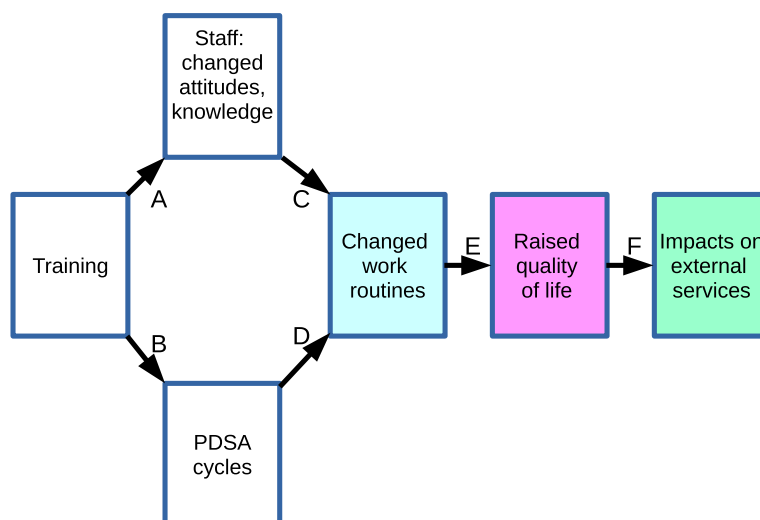 Staff:
changed
attitudes,
knowledge
A
C
Training
Changed
work
routines
E
Raised
quality
of life
F
Impacts on
external
services
B
D
PDSA
cycles